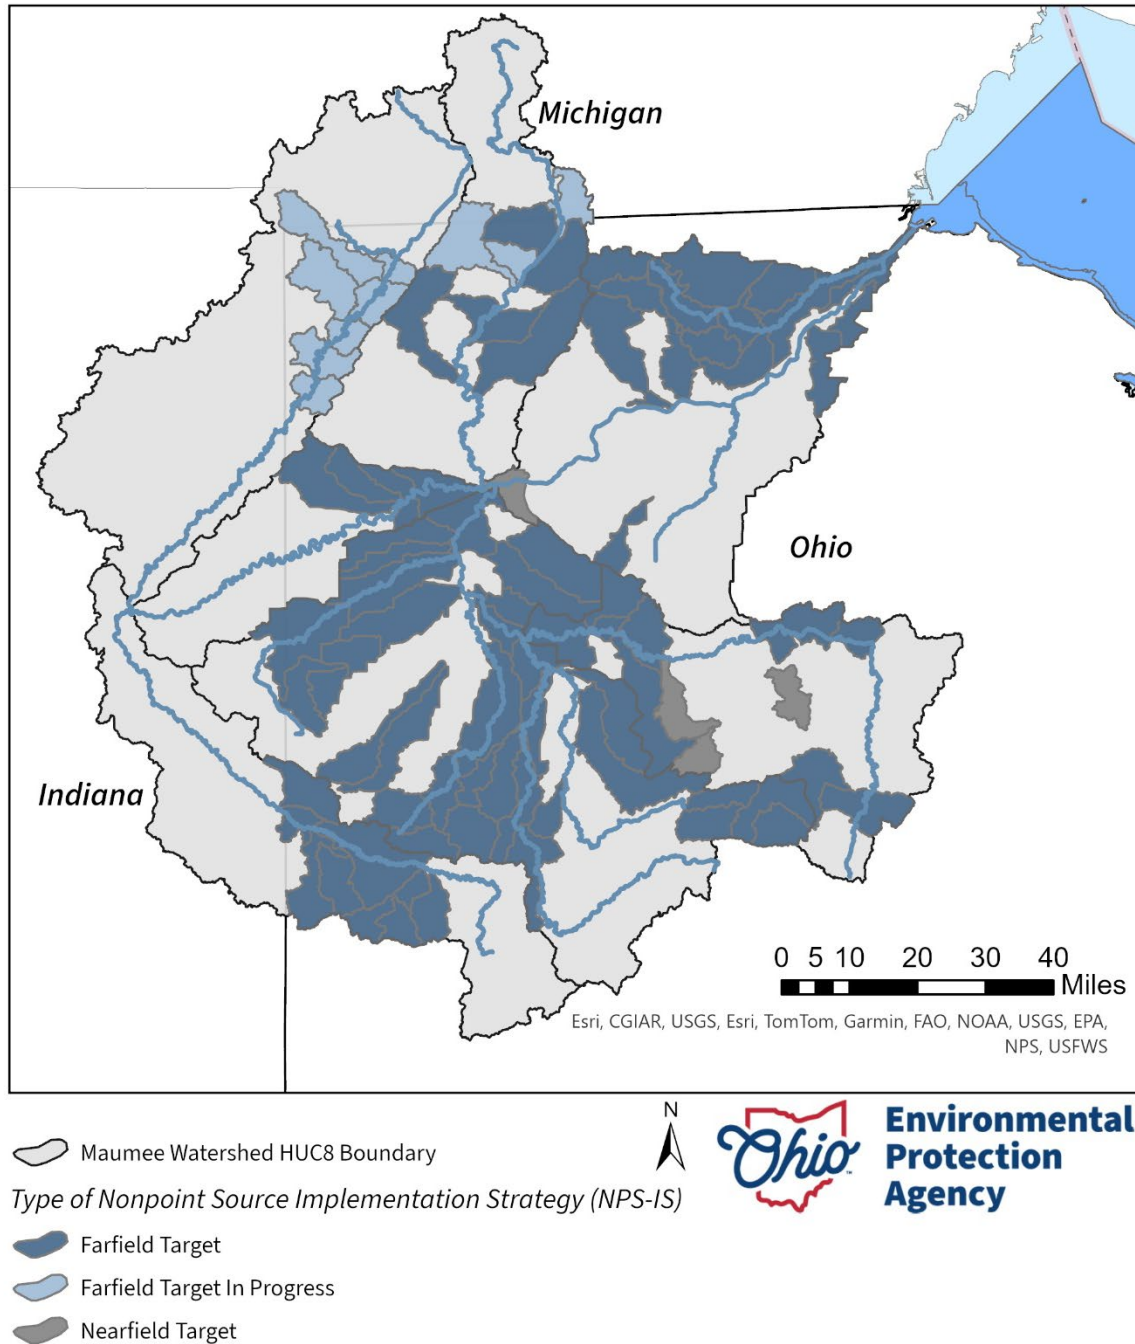 Michigan
Ohio
Indiana
0 5 10 20 30 40
Miles
Esri, CGIAR, USGS, Esri, TomTom, Garmin, FAO, NOAA, USGS, EPA,
NPS, USFWS
N
Maumee Watershed HUC8 Boundary
Type of Nonpoint Source Implementation Strategy (NPS-IS)
Farfield Target
Farfield Target In Progress
Nearfield Target
Ohio
Environmental
Protection
Agency